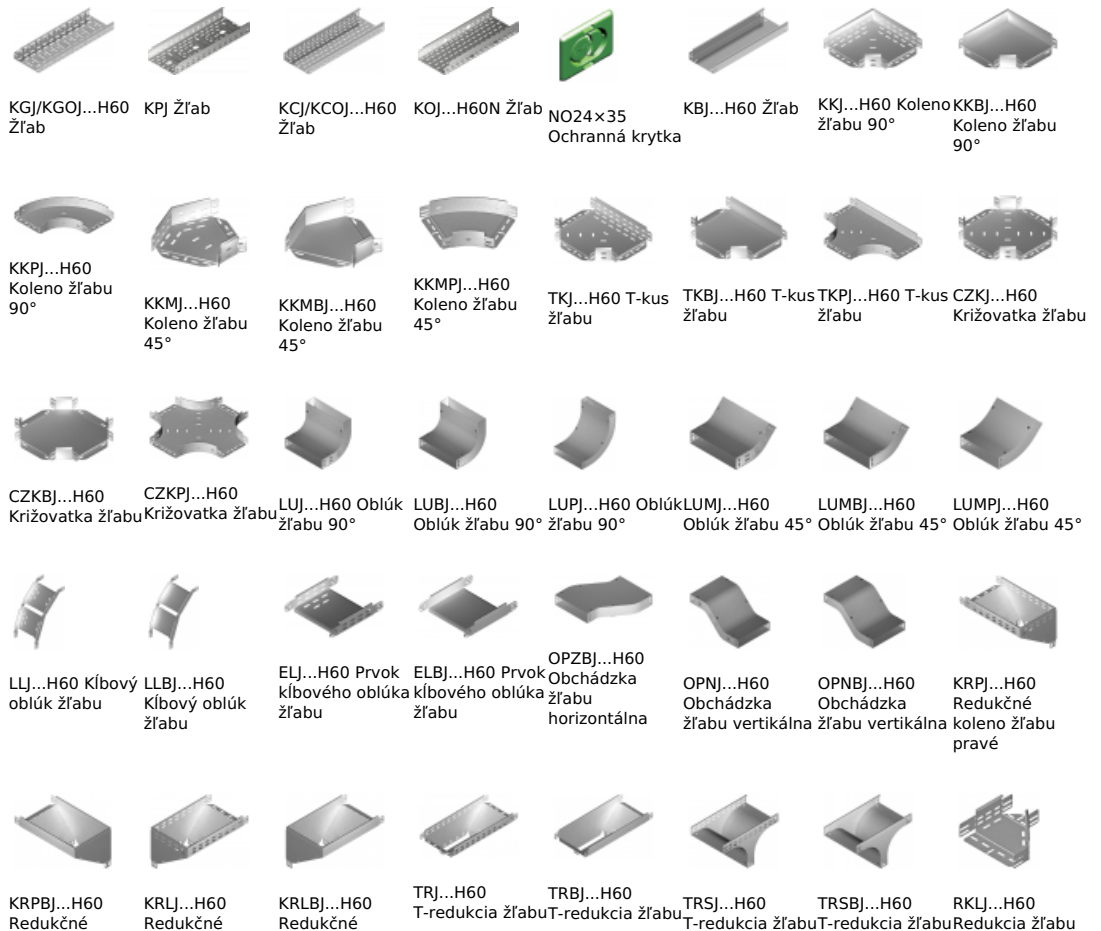 KGJ/KGOJ...H60
Žľab
KPJ Žľab
KCJ/KCOJ...H60
Žľab
KOJ...H60N Žľab
NO24×35
Ochranná krytka
KBJ...H60 Žľab
KKJ...H60 Koleno
žľabu 90°
KKBJ...H60
Koleno žľabu
90°
KKPJ...H60
Koleno žľabu
90°
KKMJ...H60
Koleno žľabu
45°
KKMBJ...H60
Koleno žľabu
45°
KKMPJ...H60
Koleno žľabu
45°
TKJ...H60 T-kus
žľabu
TKBJ...H60 T-kus
žľabu
TKPJ...H60 T-kus
žľabu
CZKJ...H60
Križovatka žľabu
CZKBJ...H60
Križovatka žľabu
CZKPJ...H60
Križovatka žľabu
LUJ...H60 Oblúk
žľabu 90°
LUBJ...H60
Oblúk žľabu 90°
LUPJ...H60 Oblúk
žľabu 90°
LUMJ...H60
Oblúk žľabu 45°
LUMBJ...H60
Oblúk žľabu 45°
LUMPJ...H60
Oblúk žľabu 45°
LLJ...H60 Kĺbový
oblúk žľabu
LLBJ...H60
Kĺbový oblúk
žľabu
ELJ...H60 Prvok
kĺbového oblúka
žľabu
ELBJ...H60 Prvok
kĺbového oblúka
žľabu
OPZBJ...H60
Obchádzka
žľabu
horizontálna
OPNJ...H60
Obchádzka
žľabu vertikálna
OPNBJ...H60
Obchádzka
žľabu vertikálna
KRPJ...H60
Redukčné
koleno žľabu
pravé
KRPBJ...H60
Redukčné
KRLJ...H60
Redukčné
KRLBJ...H60
Redukčné
TRJ...H60
T-redukcia žľabu
TRBJ...H60
T-redukcia žľabu
TRSJ...H60
T-redukcia žľabu
TRSBJ...H60
T-redukcia žľabu
RKLJ...H60
Redukcia žľabu